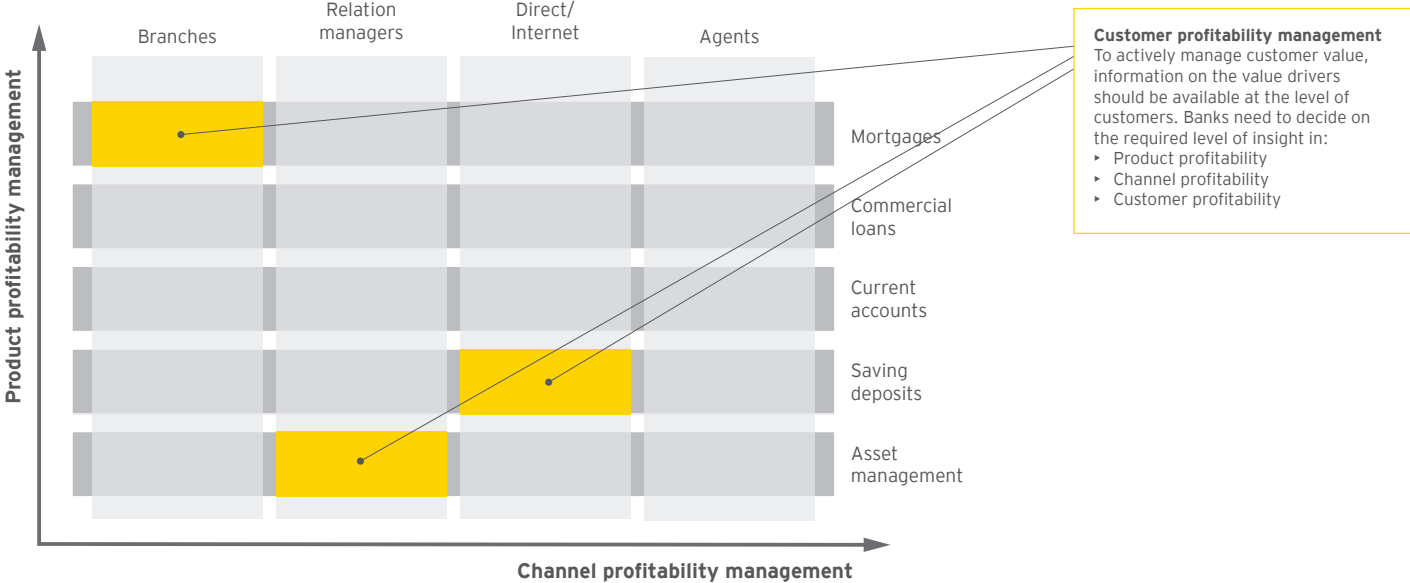 Branches
Relation
managers
Direct/
Internet
Agents
Product profitability management
Mortgages
Commercial
loans
Current
accounts
Saving
deposits
Asset
management
Channel profitability management
Customer profitability management
To actively manage customer value,
information on the value drivers
should be available at the level of
customers. Banks need to decide on
the required level of insight in:
‣ Product profitability
‣ Channel profitability
‣ Customer profitability